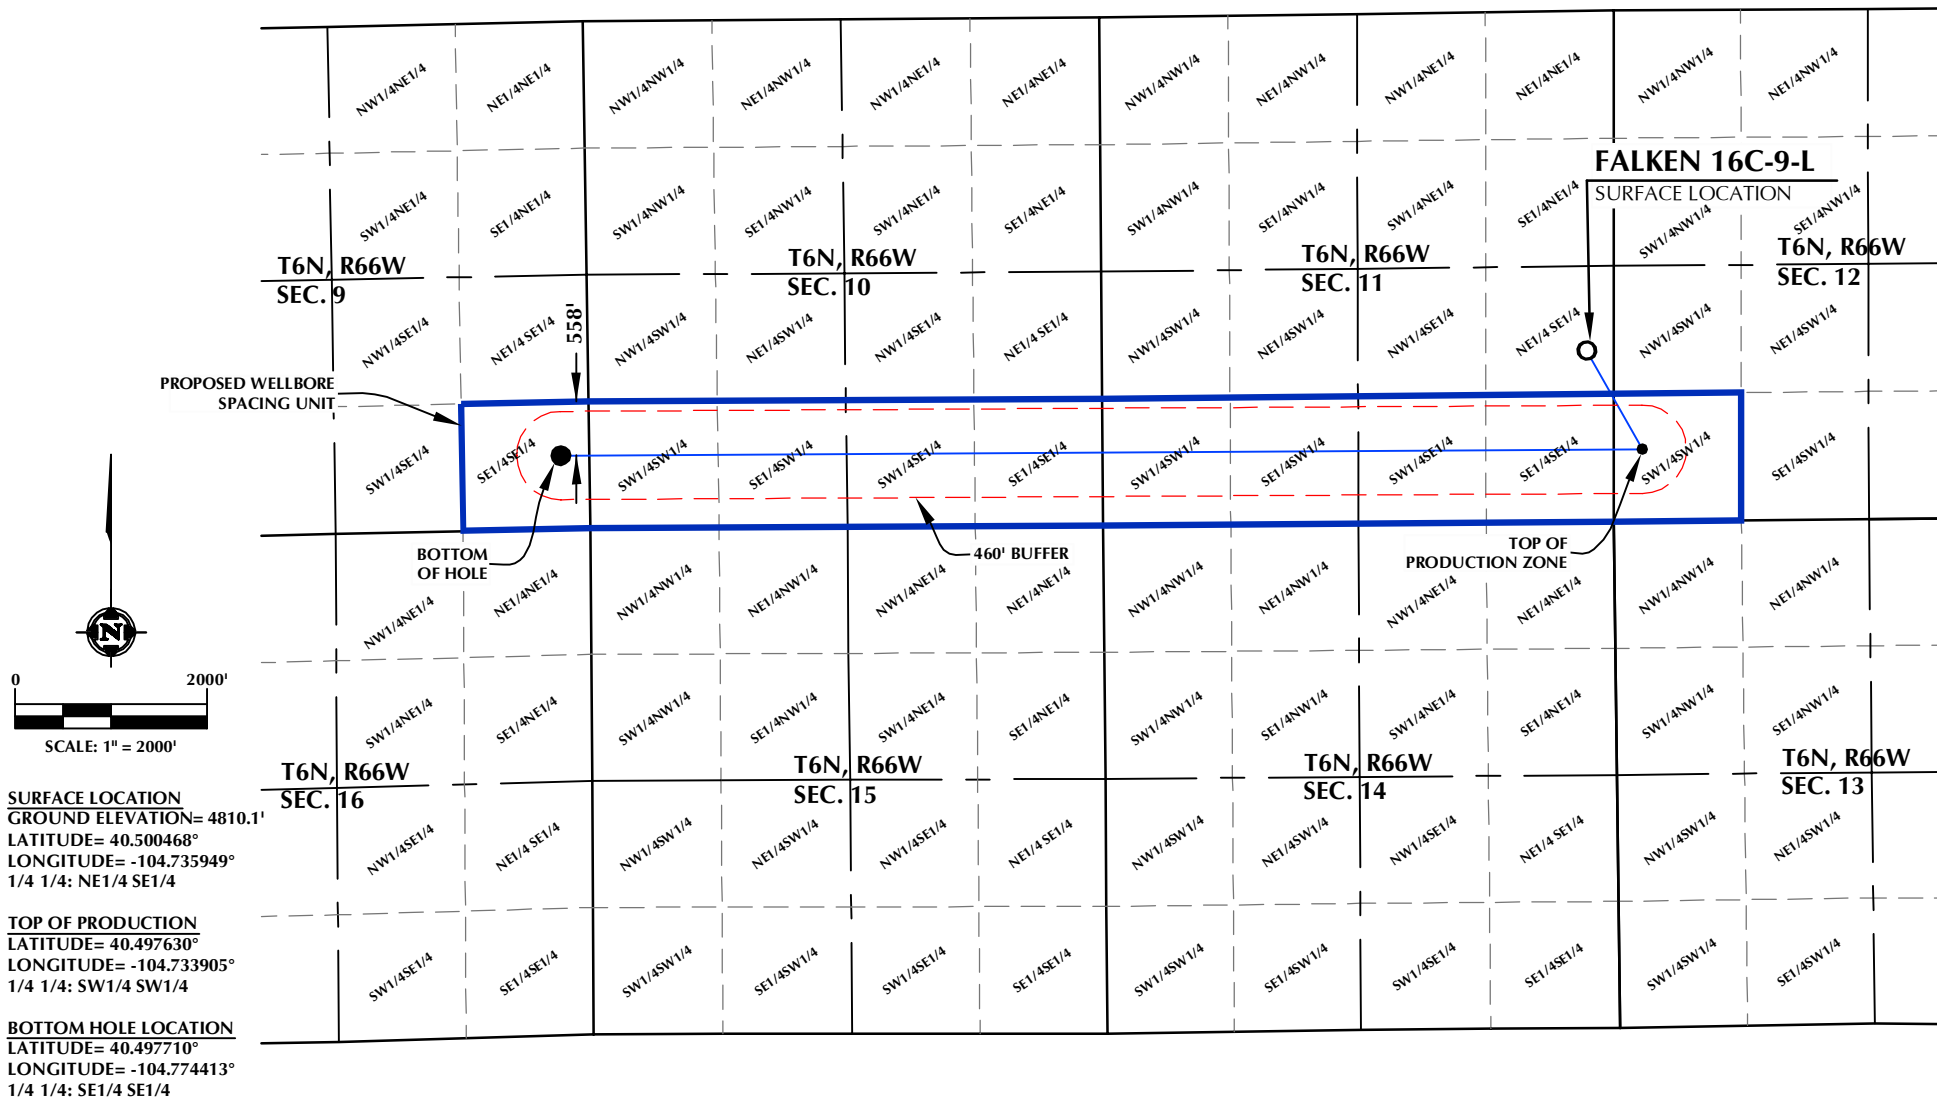 NW1/4NE1/4 NE1/4NE1/4 NW1/4NW1/4 NE1/4NW1/4 NW1/4NE1/4 NE1/4NE1/4 NW1/4NW1/4 NE1/4NW1/4 NW1/4NE1/4 NE1/4NE1/4 NW1/4NW1/4 NE1/4NW1/4
FALKEN 16C-9-L
SURFACE LOCATION
SW1/4NE1/4 SE1/4NE1/4 SW1/4NW1/4 SE1/4NW1/4 SW1/4NE1/4 SE1/4NE1/4 SW1/4NW1/4 SE1/4NW1/4 SW1/4NE1/4 SE1/4NE1/4 SW1/4NW1/4 SE1/4NW1/4
T6N, R66W
SEC. 9
T6N, R66W
SEC. 10
T6N, R66W
SEC. 11
T6N, R66W
SEC. 12
NW1/4SE1/4 NE1/4 SE1/4 NW1/4SW1/4 NE1/4SW1/4 NW1/4SE1/4 NE1/4 SE1/4 NW1/4SW1/4 NE1/4SW1/4 NW1/4SE1/4 NE1/4 SE1/4 NW1/4SW1/4 NE1/4SW1/4
558'
PROPOSED WELLBORE
SPACING UNIT
SW1/4SE1/4 SE1/4SE1/4 SW1/4SW1/4 SE1/4SW1/4 SW1/4SE1/4 SE1/4SE1/4 SW1/4SW1/4 SE1/4SW1/4 SW1/4SE1/4 SE1/4SE1/4 SW1/4SW1/4 SE1/4SW1/4
BOTTOM
OF HOLE
460' BUFFER
TOP OF
PRODUCTION ZONE
NW1/4NE1/4 NE1/4NE1/4 NW1/4NW1/4 NE1/4NW1/4 NW1/4NE1/4 NE1/4NE1/4 NW1/4NW1/4 NE1/4NW1/4 NW1/4NE1/4 NE1/4NE1/4 NW1/4NW1/4 NE1/4NW1/4
SW1/4NE1/4 SE1/4NE1/4 SW1/4NW1/4 SE1/4NW1/4 SW1/4NE1/4 SE1/4NE1/4 SW1/4NW1/4 SE1/4NW1/4 SW1/4NE1/4 SE1/4NE1/4 SW1/4NW1/4 SE1/4NW1/4
T6N, R66W
SEC. 16
T6N, R66W
SEC. 15
T6N, R66W
SEC. 14
T6N, R66W
SEC. 13
NW1/4SE1/4 NE1/4 SE1/4 NW1/4SW1/4 NE1/4SW1/4 NW1/4SE1/4 NE1/4 SE1/4 NW1/4SW1/4 NE1/4SW1/4 NW1/4SE1/4 NE1/4 SE1/4 NW1/4SW1/4 NE1/4SW1/4
SW1/4SE1/4 SE1/4SE1/4 SW1/4SW1/4 SE1/4SW1/4 SW1/4SE1/4 SE1/4SE1/4 SW1/4SW1/4 SE1/4SW1/4 SW1/4SE1/4 SE1/4SE1/4 SW1/4SW1/4 SE1/4SW1/4
N
0 2000'
SCALE: 1" = 2000'
SURFACE LOCATION
GROUND ELEVATION= 4810.1'
LATITUDE= 40.500468°
LONGITUDE= -104.735949°
1/4 1/4: NE1/4 SE1/4
TOP OF PRODUCTION
LATITUDE= 40.497630°
LONGITUDE= -104.733905°
1/4 1/4: SW1/4 SW1/4
BOTTOM HOLE LOCATION
LATITUDE= 40.497710°
LONGITUDE= -104.774413°
1/4 1/4: SE1/4 SE1/4